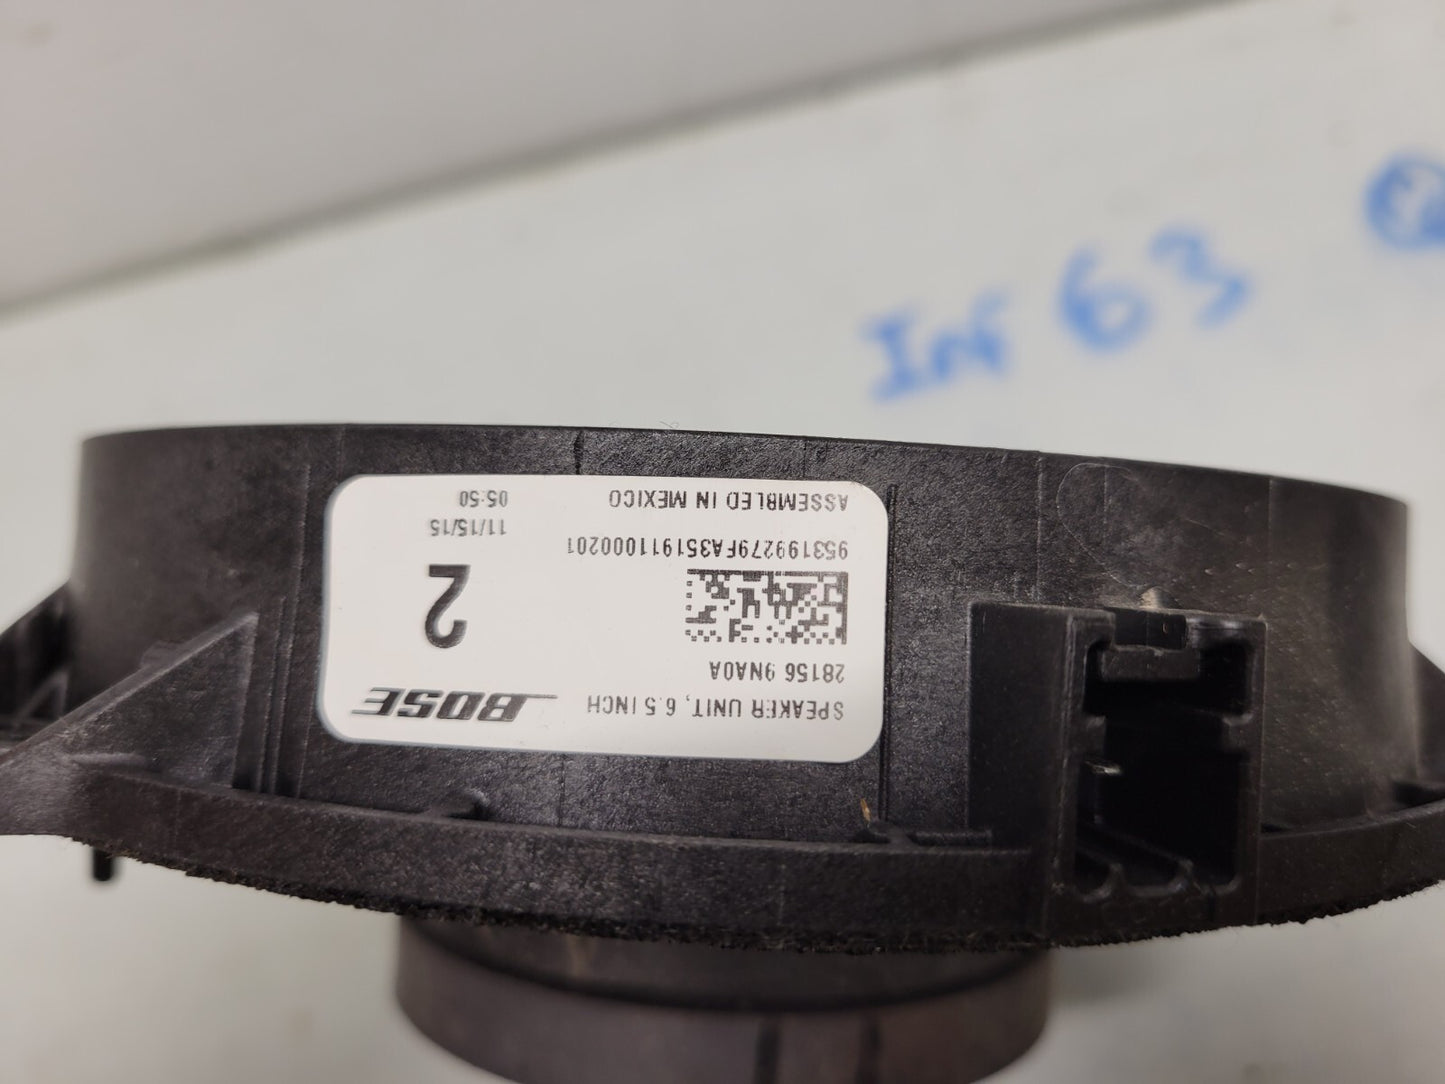 SPEAKER UNIT, 6.5 INCH BOSE
28156 9NA0A
2
953199279FA351911000201
11/15/15
ASSEMBLED IN MEXICO
05:50
Inf 63